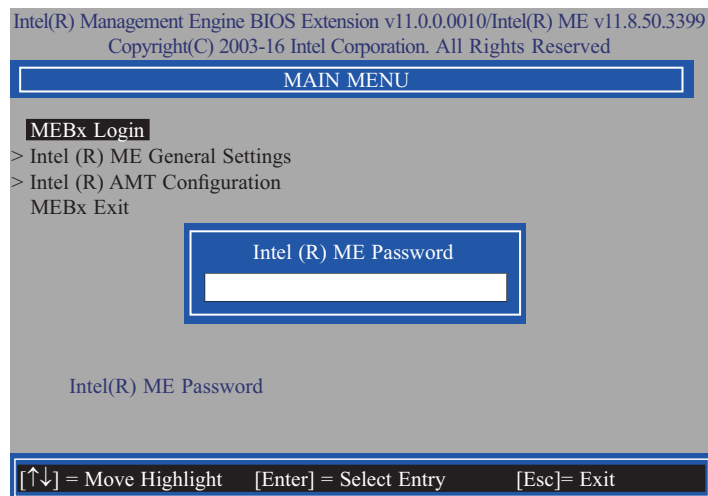 Intel(R) Management Engine BIOS Extension v11.0.0.0010/Intel(R) ME v11.8.50.3399
Copyright(C) 2003-16 Intel Corporation. All Rights Reserved
MAIN MENU
MEBx Login
> Intel (R) ME General Settings
> Intel (R) AMT Configuration
MEBx Exit
Intel (R) ME Password
Intel(R) ME Password
[↑↓] = Move Highlight [Enter] = Select Entry [Esc]= Exit